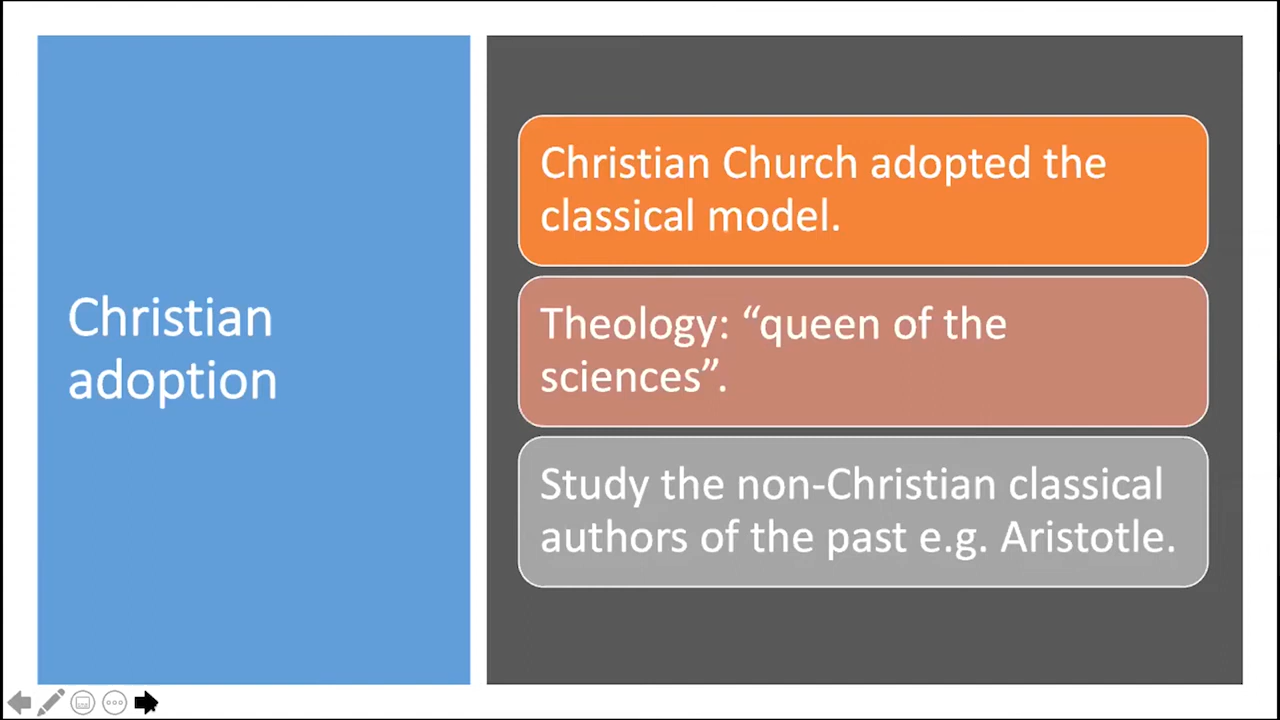 Christian
adoption
Christian Church adopted the
classical model.
Theology: “queen of the
sciences”.
Study the non-Christian classical
authors of the past e.g. Aristotle.